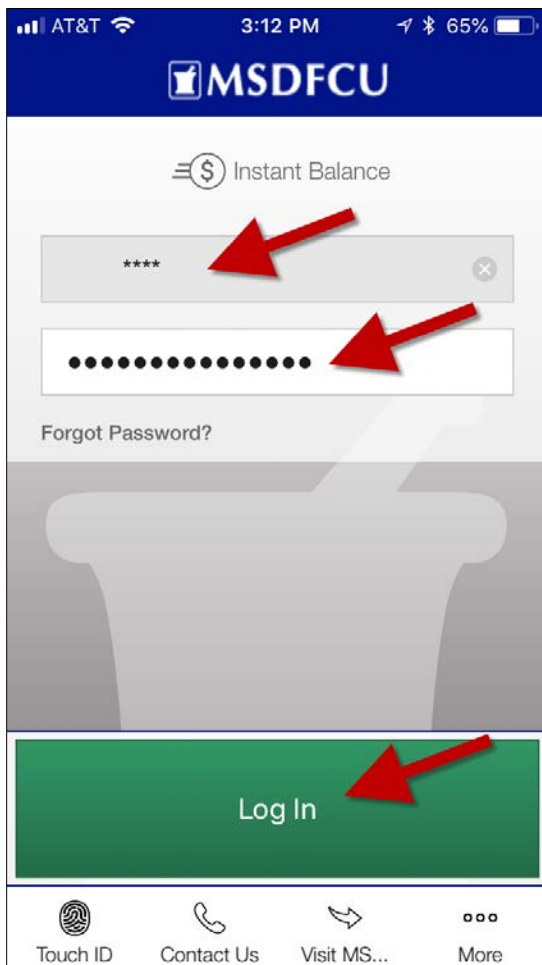 AT&T 3:12 PM 65%
MSDFCU
$ Instant Balance
****
●●●●●●●●●●●●●●●
Forgot Password?
Log In
Touch ID Contact Us Visit MS... More